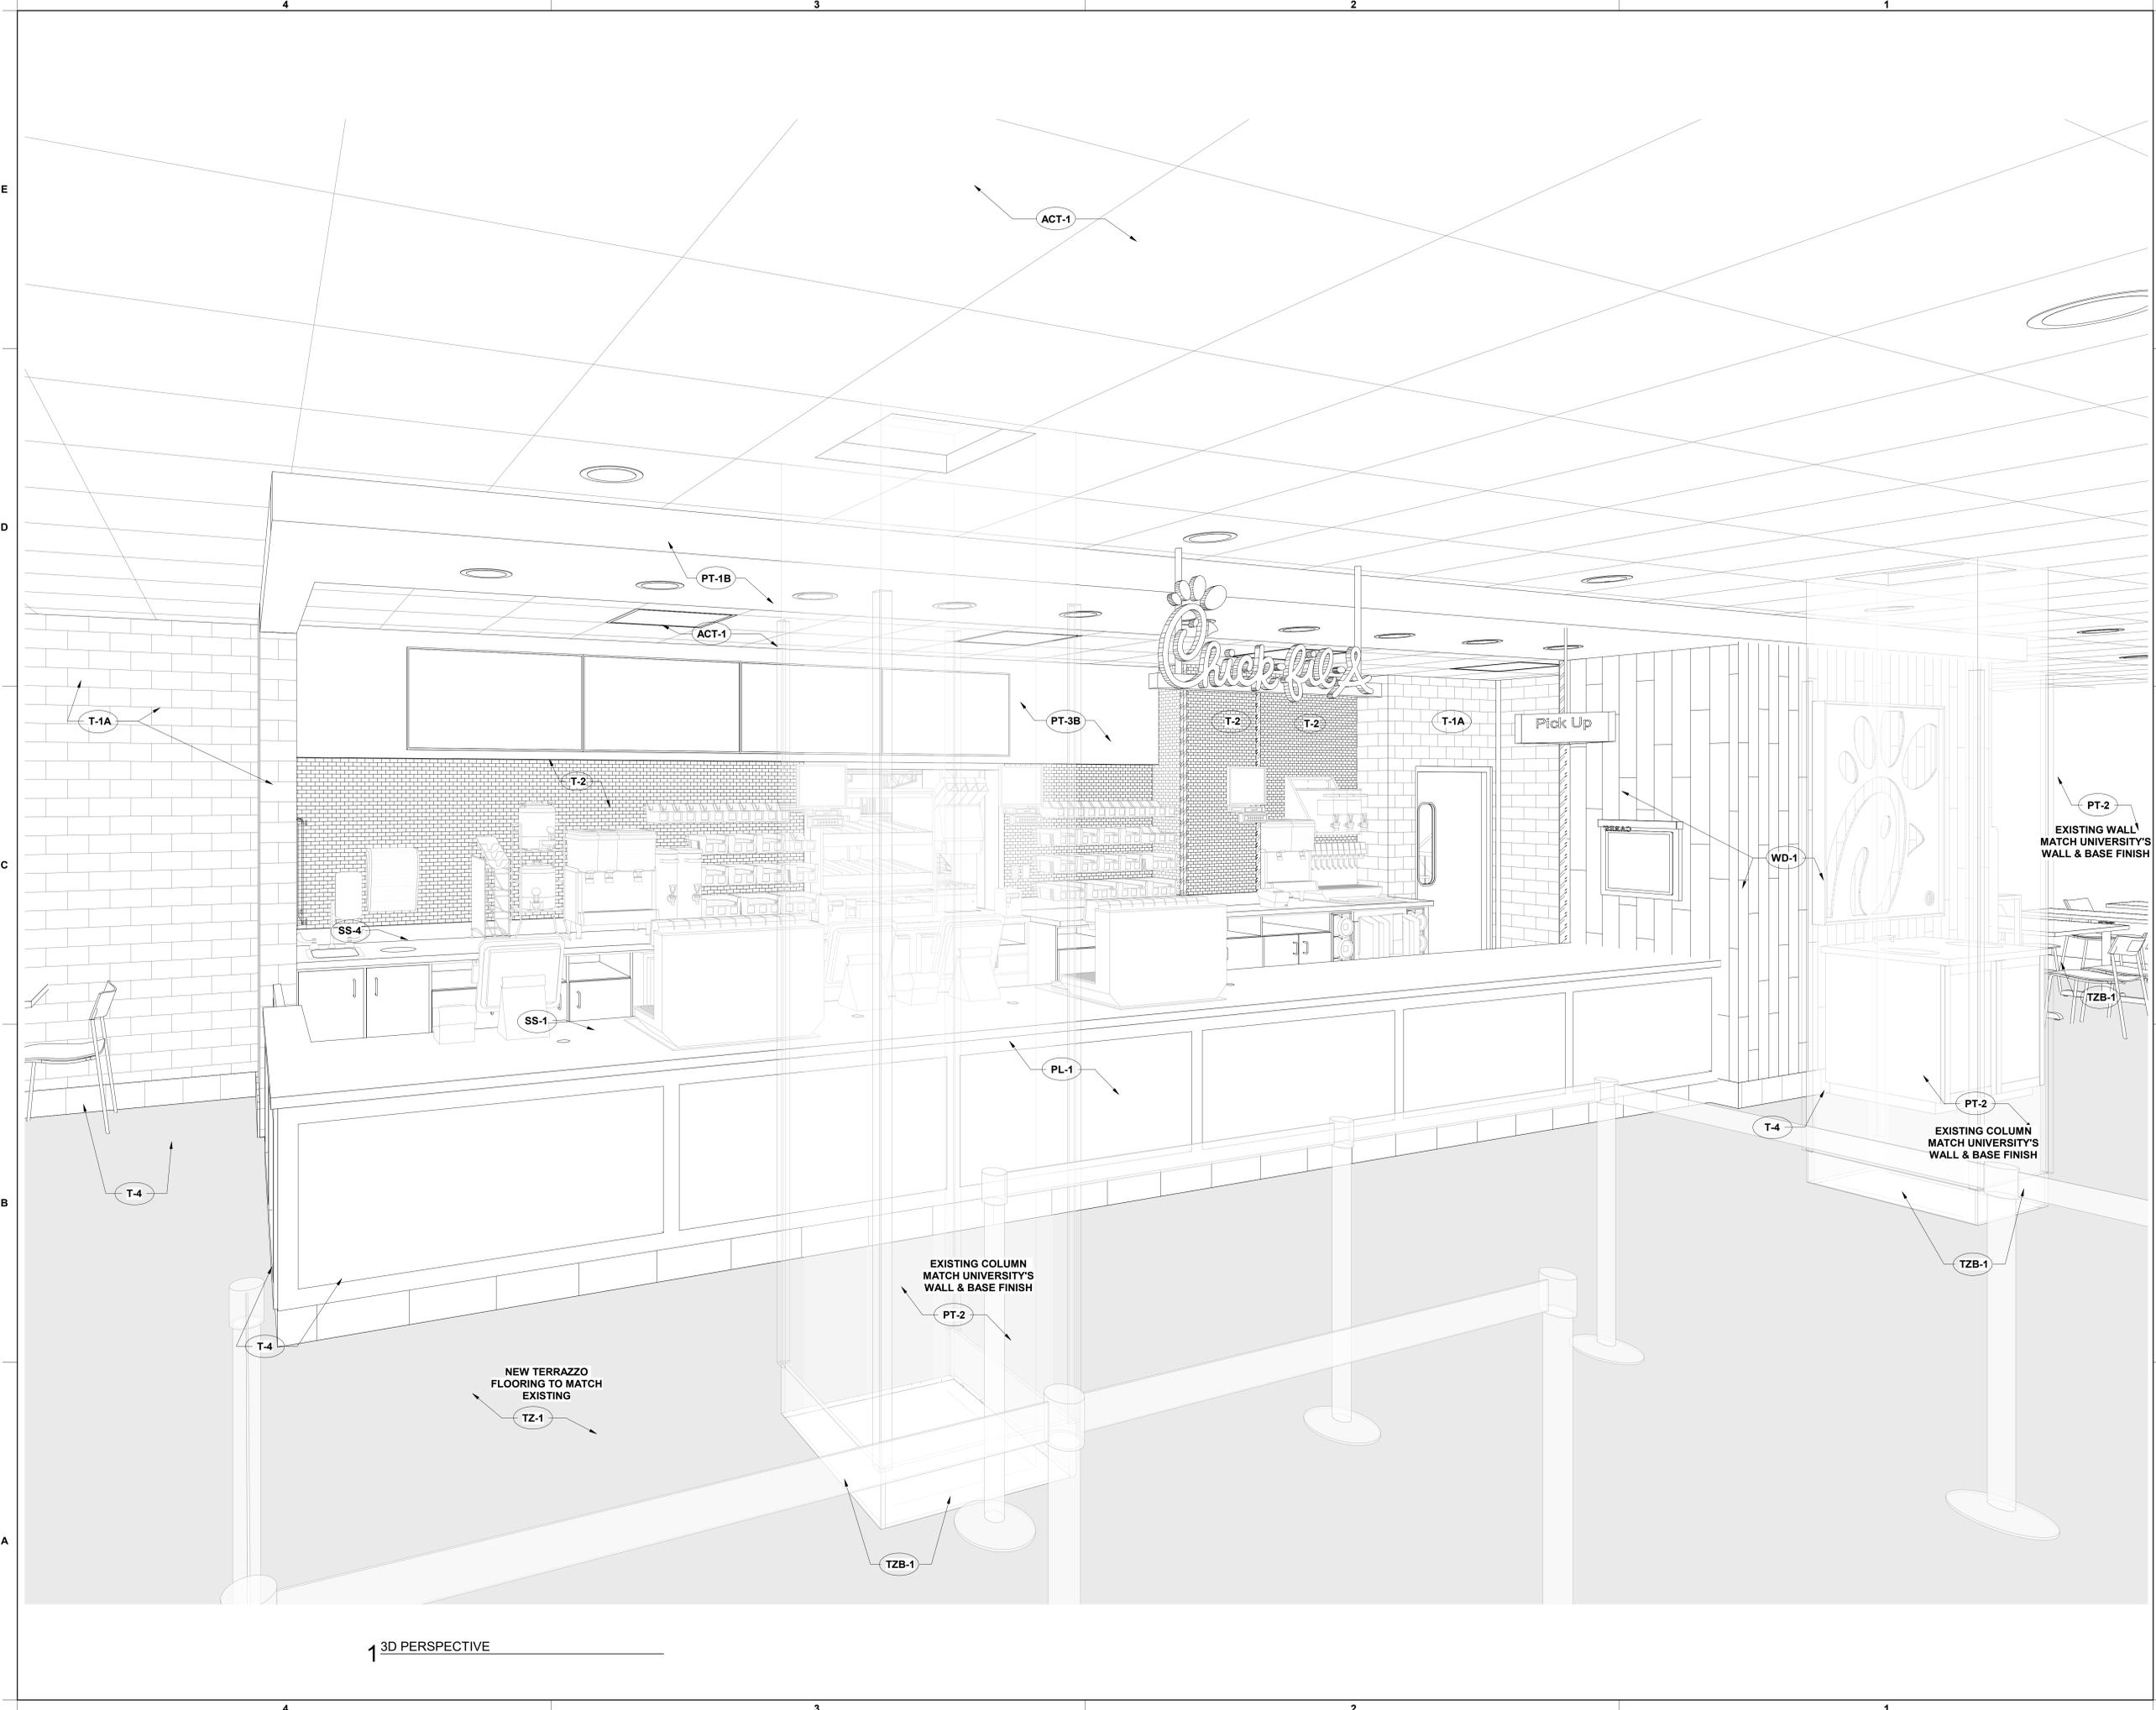 4 3 2 1
E
ACT-1
D
PT-1B
ACT-1
Chick-fil-A
T-1A
PT-3B
T-2
T-2
T-1A
Pick Up
T-2
PT-2
EXISTING WALL
MATCH UNIVERSITY'S
WALL & BASE FINISH
C
WD-1
SS-4
TZB-1
SS-1
PL-1
PT-2
EXISTING COLUMN
MATCH UNIVERSITY'S
WALL & BASE FINISH
T-4
T-4
B
EXISTING COLUMN
MATCH UNIVERSITY'S
WALL & BASE FINISH
PT-2
TZB-1
T-4
NEW TERRAZZO
FLOORING TO MATCH
EXISTING
TZ-1
A
TZB-1
1 3D PERSPECTIVE
4 3 2 1